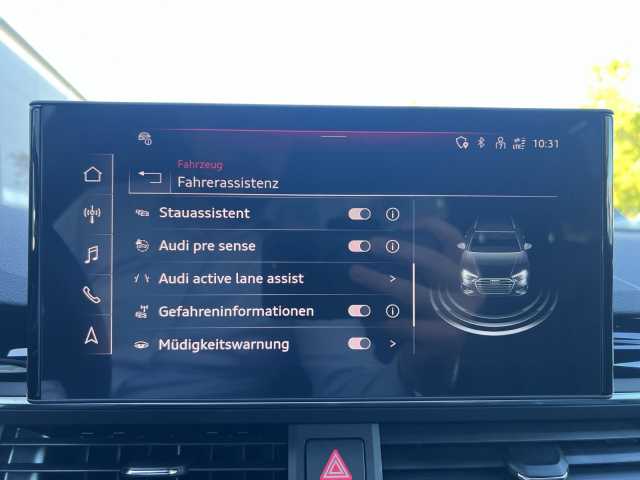 10:31
Fahrzeug
Fahrerassistenz
Stauassistent
Audi pre sense
Audi active lane assist
Gefahreninformationen
Müdigkeitswarnung